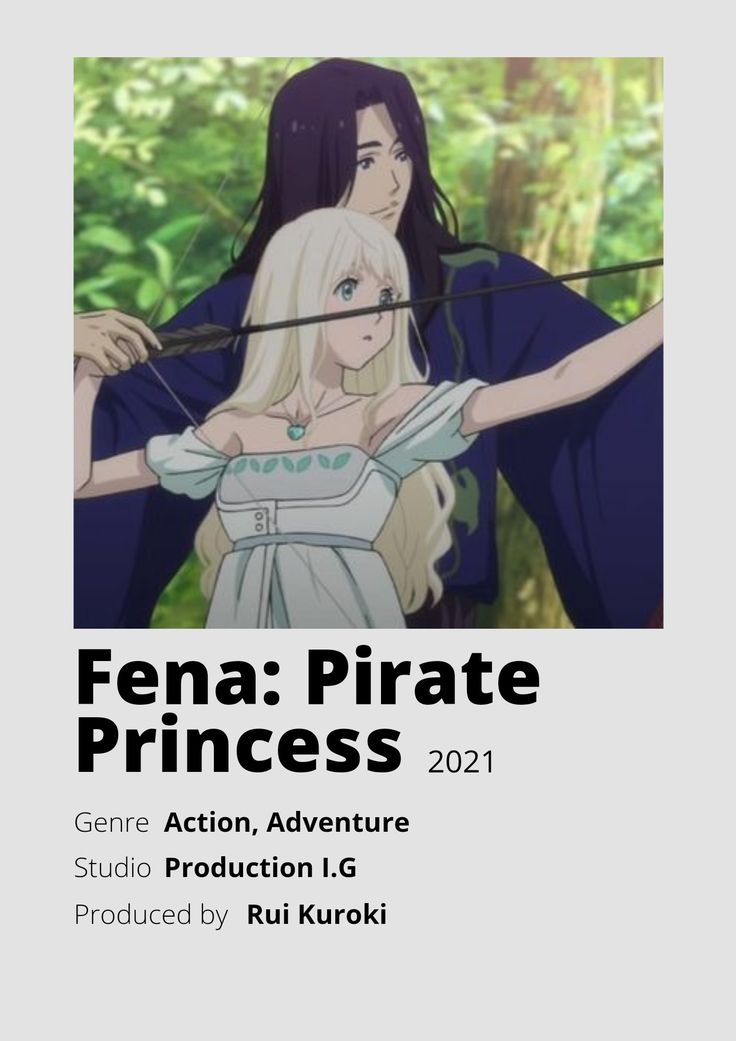 Fena: Pirate
Princess 2021
Genre Action, Adventure
Studio Production I.G
Produced by Rui Kuroki